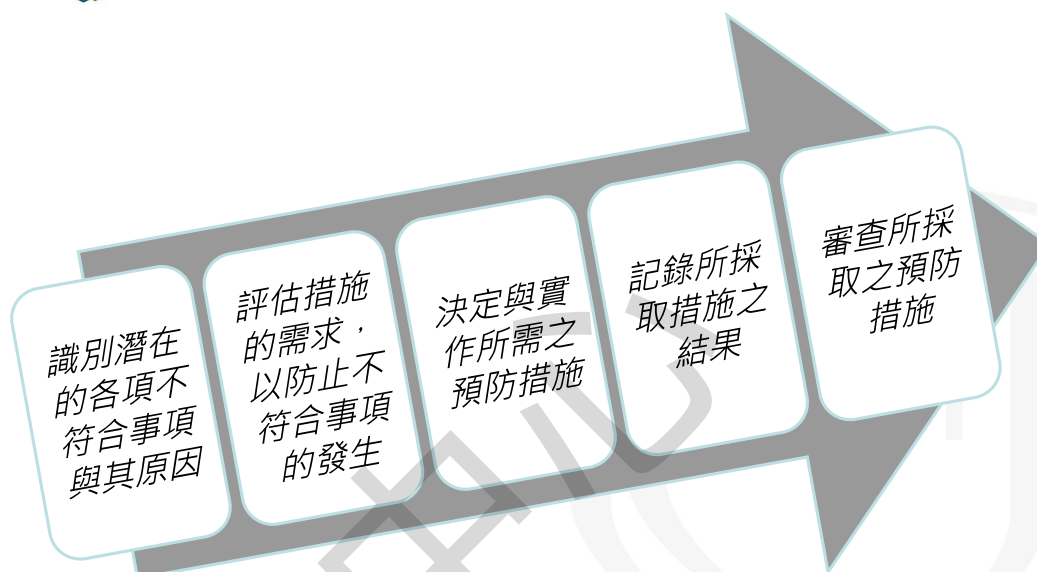 識別潛在
的各項不
符合事項
與其原因
評估措施
的需求，
以防止不
符合事項
的發生
決定與實
作所需之
預防措施
記錄所採
取措施之
結果
審查所採
取之預防
措施
中心